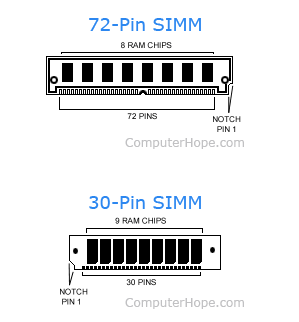 72-Pin SIMM
8 RAM CHIPS
72 PINS
NOTCH
PIN 1
ComputerHope.com
30-Pin SIMM
9 RAM CHIPS
30 PINS
NOTCH
PIN 1
ComputerHope.com